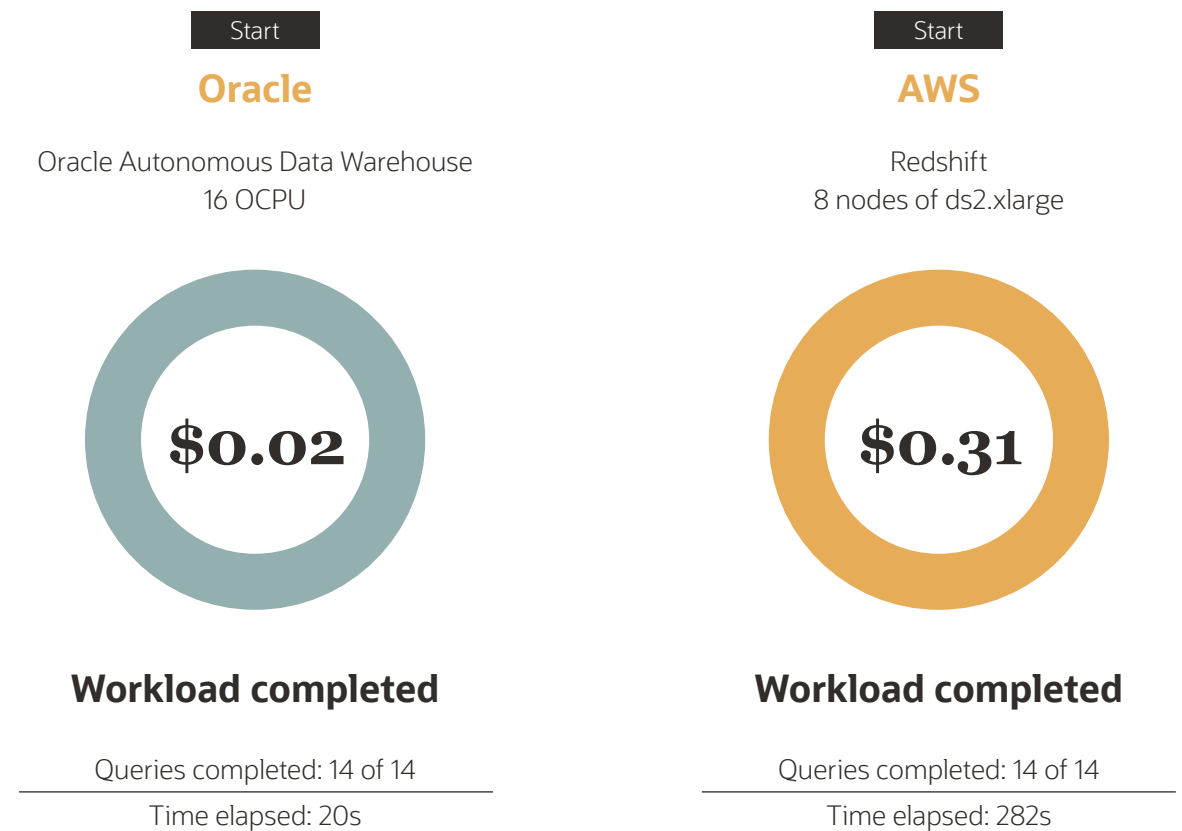 Start
Oracle
Oracle Autonomous Data Warehouse
16 OCPU
$0.02
Workload completed
Queries completed: 14 of 14
Time elapsed: 20s
Start
AWS
Redshift
8 nodes of ds2.xlarge
$0.31
Workload completed
Queries completed: 14 of 14
Time elapsed: 282s